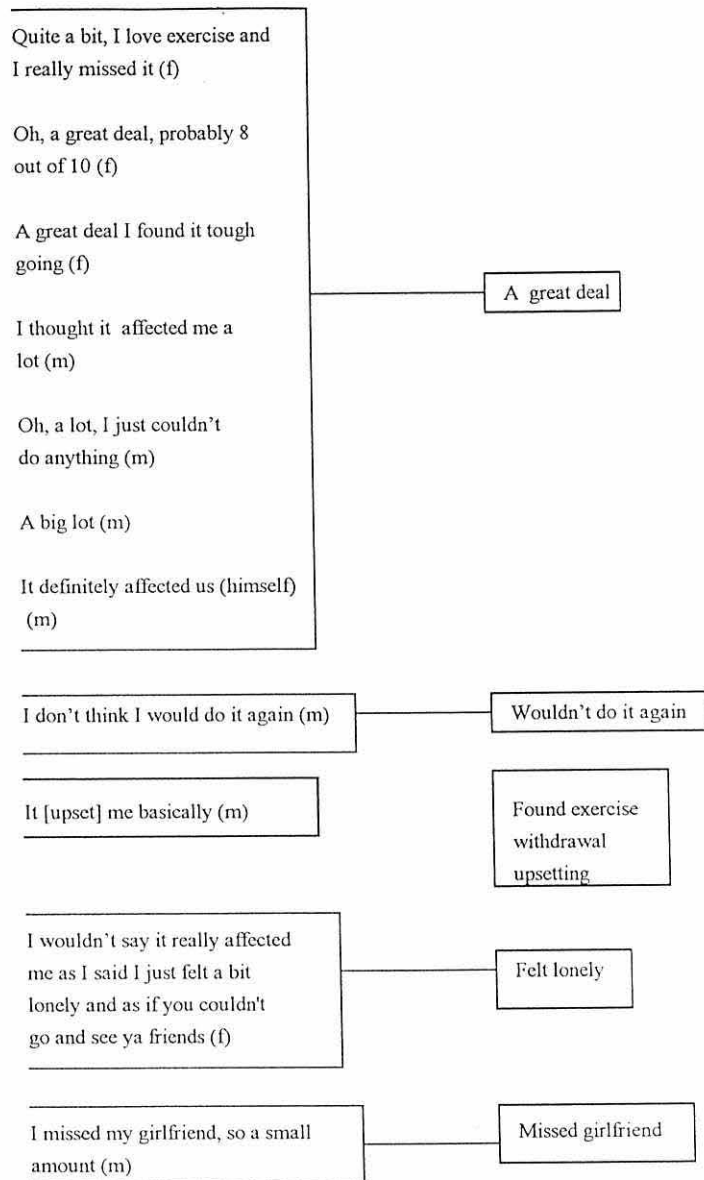 Quite a bit, I love exercise and
I really missed it (f)
Oh, a great deal, probably 8
out of 10 (f)
A great deal I found it tough
going (f)
I thought it affected me a
lot (m)
Oh, a lot, I just couldn't
do anything (m)
A big lot (m)
It definitely affected us (himself)
(m)
A great deal
I don't think I would do it again (m)
Wouldn't do it again
It [upset] me basically (m)
Found exercise
withdrawal
upsetting
I wouldn't say it really affected
me as I said I just felt a bit
lonely and as if you couldn't
go and see ya friends (f)
Felt lonely
I missed my girlfriend, so a small
amount (m)
Missed girlfriend